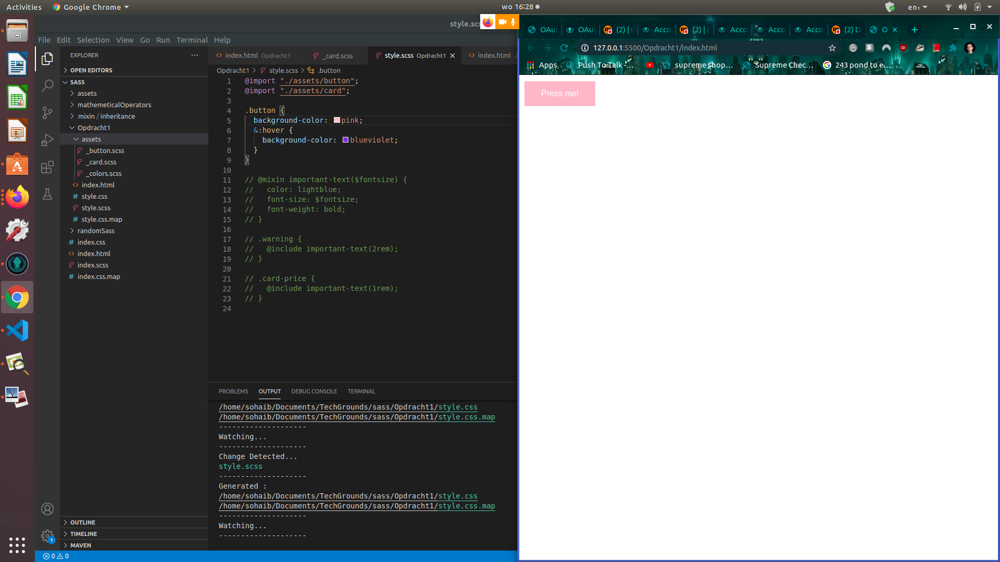 Activities
Google Chrome
wo 16:28
en₁
style.scs
File Edit Selection View Go Run Terminal Help
EXPLORER
OPEN EDITORS
SASS
assets
mathemeticalOperators
mixin / inheritance
Opdracht1
assets
_button.scss
_card.scss
_colors.scss
index.html
style.css
style.scss
style.css.map
randomSass
index.css
index.html
index.scss
index.css.map
OUTLINE
TIMELINE
MAVEN
0 0
index.html Opdracht1
_card.scss
style.scss Opdracht1
index.html ./
Opdracht1 > style.scss > .button
1 @import "./assets/button";
2 @import "./assets/card";
3
4 .button {
5 background-color: pink;
6 &:hover {
7 background-color: blueviolet;
8 }
9 }
10
11 // @mixin important-text($fontsize) {
12 // color: lightblue;
13 // font-size: $fontsize;
14 // font-weight: bold;
15 // }
16
17 // .warning {
18 // @include important-text(2rem);
19 // }
20
21 // .card-price {
22 // @include important-text(1rem);
23 // }
24
PROBLEMS OUTPUT DEBUG CONSOLE TERMINAL
/home/sohaib/Documents/TechGrounds/sass/Opdracht1/style.css
/home/sohaib/Documents/TechGrounds/sass/Opdracht1/style.css.map
--------------------
Watching...
--------------------
Change Detected...
style.scss
--------------------
Generated :
/home/sohaib/Documents/TechGrounds/sass/Opdracht1/style.css
/home/sohaib/Documents/TechGrounds/sass/Opdracht1/style.css.map
--------------------
Watching...
--------------------
1
OAu OAu (2) | Acco (2) | Acco Acco Acco (2) D O
127.0.0.1:5500/Opdracht1/index.html
Apps Push To Talk -... supreme shop... Supreme Chec... 243 pond to e...
Press me!